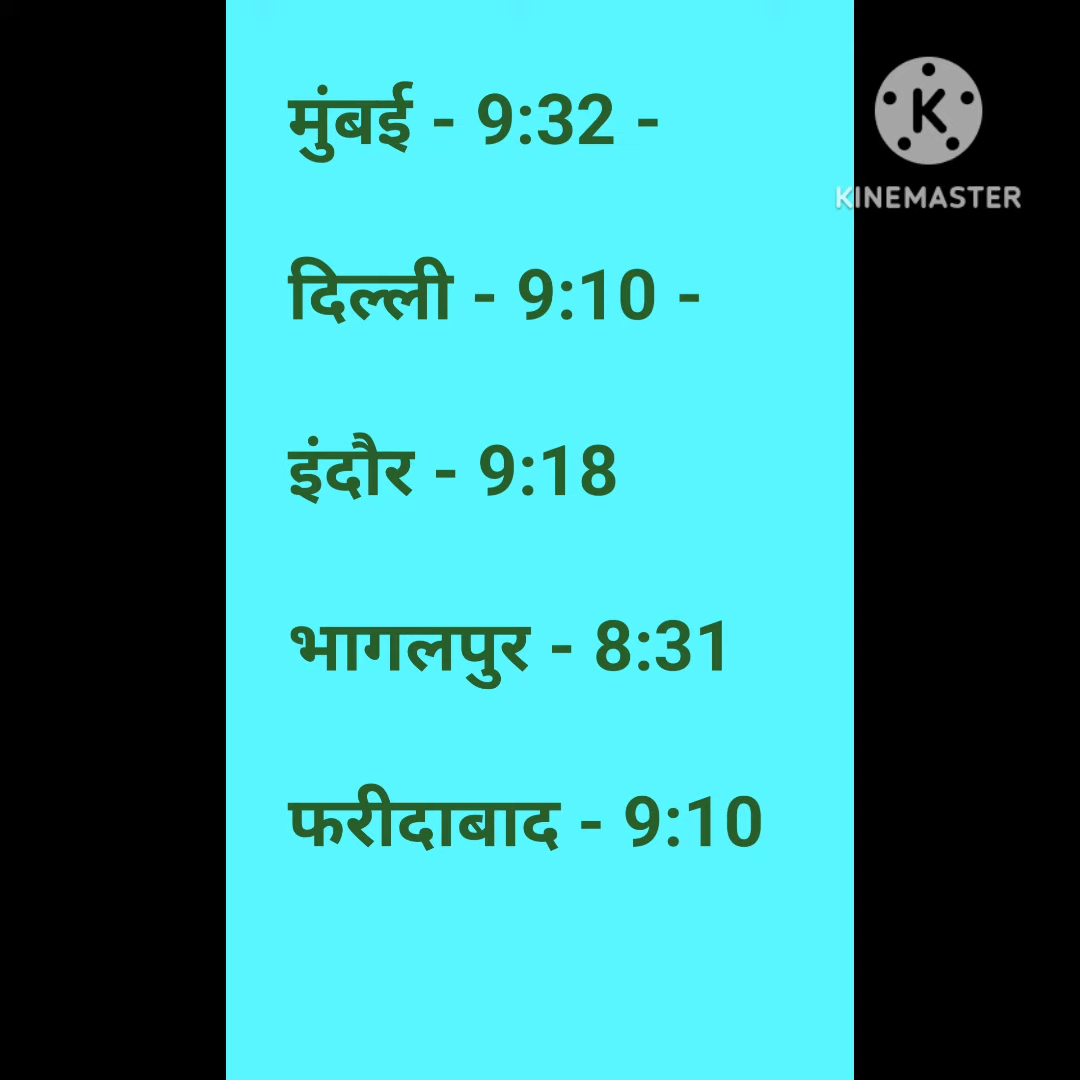 मुंबई - 9:32 -
K
KINEMASTER
दिल्ली - 9:10 -
इंदौर - 9:18
भागलपुर - 8:31
फरीदाबाद - 9:10